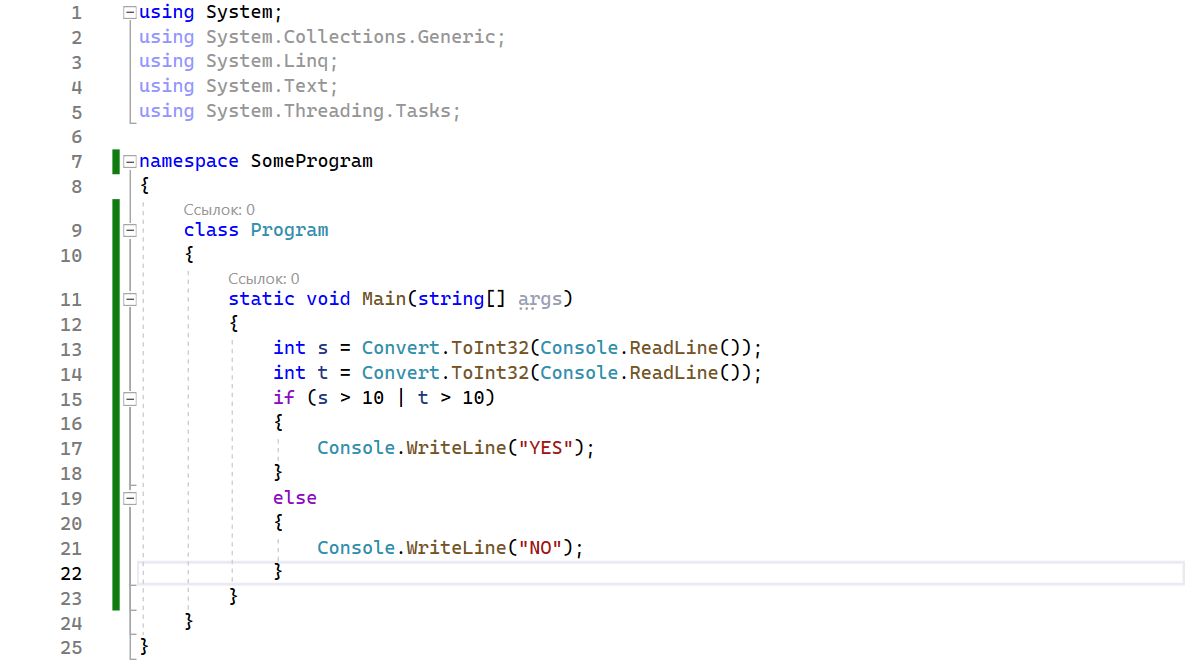 1 using System;
2 using System.Collections.Generic;
3 using System.Linq;
4 using System.Text;
5 using System.Threading.Tasks;
6
7 namespace SomeProgram
8 {
Ссылок: 0
9 class Program
10 {
Ссылок: 0
11 static void Main(string[] args)
12 {
13 int s = Convert.ToInt32(Console.ReadLine());
14 int t = Convert.ToInt32(Console.ReadLine());
15 if (s > 10 | t > 10)
16 {
17 Console.WriteLine("YES");
18 }
19 else
20 {
21 Console.WriteLine("NO");
22 }
23 }
24 }
25 }